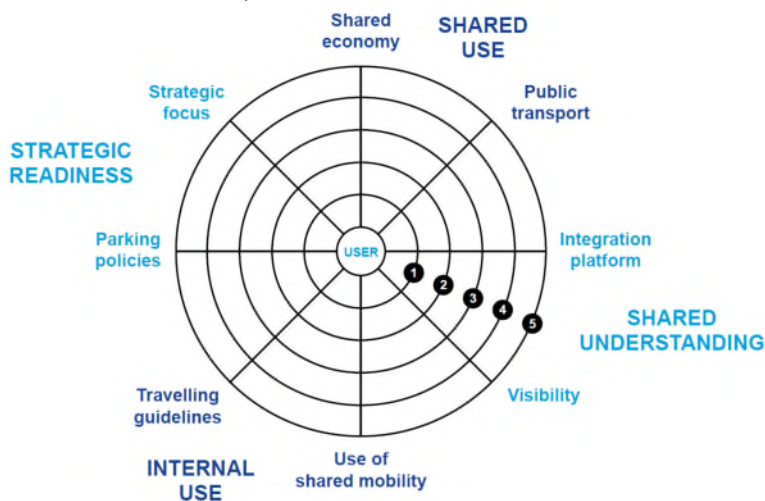 Shared
economy
SHARED
USE
Strategic
focus
Public
transport
STRATEGIC
READINESS
Parking
policies
USER
Integration
platform
1
2
3
4
5
SHARED
UNDERSTANDING
Travelling
guidelines
Visibility
INTERNAL
USE
Use of
shared mobility